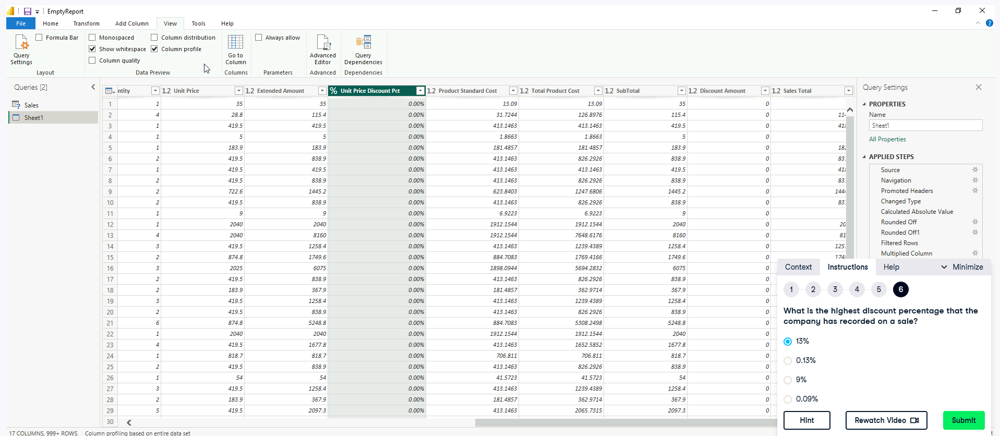 EmptyReport
File Home Transform Add Column View Tools Help
Formula Bar Monospaced Column distribution Always allow
Show whitespace Column profile
Query Settings Column quality Go to Column Advanced Editor Query Dependencies
Layout Data Preview Columns Parameters Advanced Dependencies
Queries [2]
Sales
Sheet1
ntity 1.2 Unit Price 1.2 Extended Amount % Unit Price Discount Pct 1.2 Product Standard Cost 1.2 Total Product Cost 1.2 SubTotal 1.2 Discount Amount 1.2 Sales Total
1 1 35 35 0.00% 13.09 13.09 35 0
2 4 28.8 115.4 0.00% 31.7244 126.8976 115.4 0 114
3 1 419.5 419.5 0.00% 413.1463 413.1463 419.5 0 418
4 1 5 5 0.00% 1.8663 1.8663 5 0
5 1 183.9 183.9 0.00% 181.4857 181.4857 183.9 0 182
6 2 419.5 838.9 0.00% 413.1463 826.2926 838.9 0 837
7 1 419.5 419.5 0.00% 413.1463 413.1463 419.5 0 418
8 2 419.5 838.9 0.00% 413.1463 826.2926 838.9 0 837
9 2 722.6 1445.2 0.00% 623.8403 1247.6806 1445.2 0 1444
10 2 419.5 838.9 0.00% 413.1463 826.2926 838.9 0 837
11 1 9 9 0.00% 6.9223 6.9223 9 0
12 1 2040 2040 0.00% 1912.1544 1912.1544 2040 0 20
13 4 2040 8160 0.00% 1912.1544 7648.6176 8160 0 81
14 3 419.5 1258.4 0.00% 413.1463 1239.4389 1258.4 0 1257
15 2 874.8 1749.6 0.00% 884.7083 1769.4166 1749.6 0 1748
16 3 2025 6075 0.00% 1898.0944 5694.2832 6075 0
17 2 419.5 838.9 0.00% 413.1463 826.2926 838.9 0
18 2 183.9 367.9 0.00% 181.4857 362.9714 367.9 0
19 3 419.5 1258.4 0.00% 413.1463 1239.4389 1258.4 0
20 2 419.5 838.9 0.00% 413.1463 826.2926 838.9 0
21 6 874.8 5248.8 0.00% 884.7083 5308.2498 5248.8 0
22 1 2040 2040 0.00% 1912.1544 1912.1544 2040 0
23 4 419.5 1677.8 0.00% 413.1463 1652.5852 1677.8 0
24 1 818.7 818.7 0.00% 706.811 706.811 818.7 0
25 2 419.5 838.9 0.00% 413.1463 826.2926 838.9 0
26 1 54 54 0.00% 41.5723 41.5723 54 0
27 3 419.5 1258.4 0.00% 413.1463 1239.4389 1258.4 0
28 2 183.9 367.9 0.00% 181.4857 362.9714 367.9 0
29 5 419.5 2097.3 0.00% 413.1463 2065.7315 2097.3 0
30
Query Settings
PROPERTIES
Name
Sheet1
All Properties
APPLIED STEPS
Source
Navigation
Promoted Headers
Changed Type
Calculated Absolute Value
Rounded Off
Rounded Off1
Filtered Rows
Multiplied Column
Context Instructions Help Minimize
1 2 3 4 5 6
What is the highest discount percentage that the
company has recorded on a sale?
13%
0.13%
9%
0.09%
Hint Rewatch Video Submit
17 COLUMNS, 999+ ROWS Column profiling based on entire data set